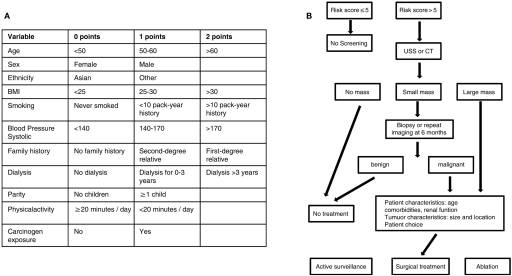 A
Variable 0 points 1 points 2 points
Age <50 50-60 >60
Sex Female Male
Ethnicity Asian Other
BMI <25 25-30 >30
Smoking Never smoked <10 pack-year history >10 pack-year history
Blood Pressure Systolic <140 140-170 >170
Family history No family history Second-degree relative First-degree relative
Dialysis No dialysis Dialysis for 0-3 years Dialysis >3 years
Parity No children ≥1 child
Physicalactivity ≥20 minutes / day <20 minutes / day
Carcinogen exposure No Yes
B
Risk score≤5
Risk score>5
No Screening
USS or CT
No mass
Small mass
Large mass
Biopsy or repeat
imaging at 6 months
benign
malignant
No treatment
Patient characteristics: age
comorbidities, renal funtion
Tumour characteristics: size and location
Patient choice
Active surveillance
Surgical treatment
Ablation